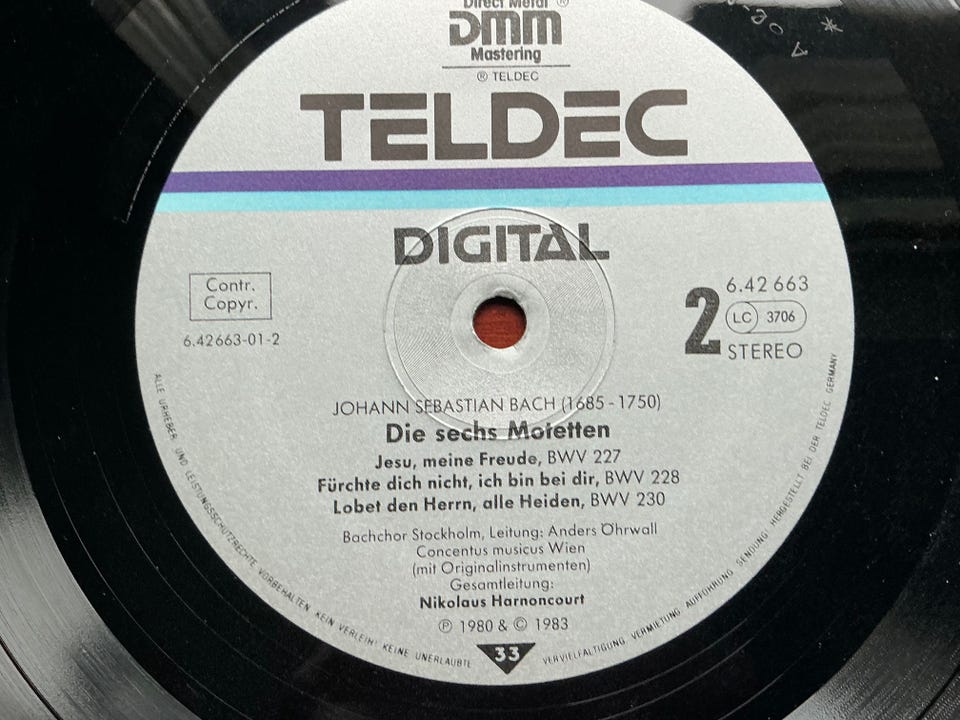 Direct Metal ®
DMM
Mastering
® TELDEC
TELDEC
DIGITAL
Contr.
Copyr.
6.42663-01-2
2
6.42 663
LC 3706
STEREO
JOHANN SEBASTIAN BACH (1685-1750)
Die sechs Motetten
Jesu, meine Freude, BWV 227
Fürchte dich nicht, ich bin bei dir, BWV 228
Lobet den Herrn, alle Heiden, BWV 230
Bachchor Stockholm, Leitung: Anders Öhrwall
Concentus musicus Wien
(mit Originalinstrumenten)
Gesamtleitung:
Nikolaus Harnoncourt
℗ 1980 & © 1983
33
ALLE URHEBER UND LEISTUNGSSCHUTZRECHTE VORBEHALTEN KEIN VERLEIH! KEINE UNERLAUBTE VERVIELFÄLTIGUNG, VERMIETUNG, AUFFÜHRUNG, SENDUNG! HERGESTELLT BEI DER TELDEC GERMANY